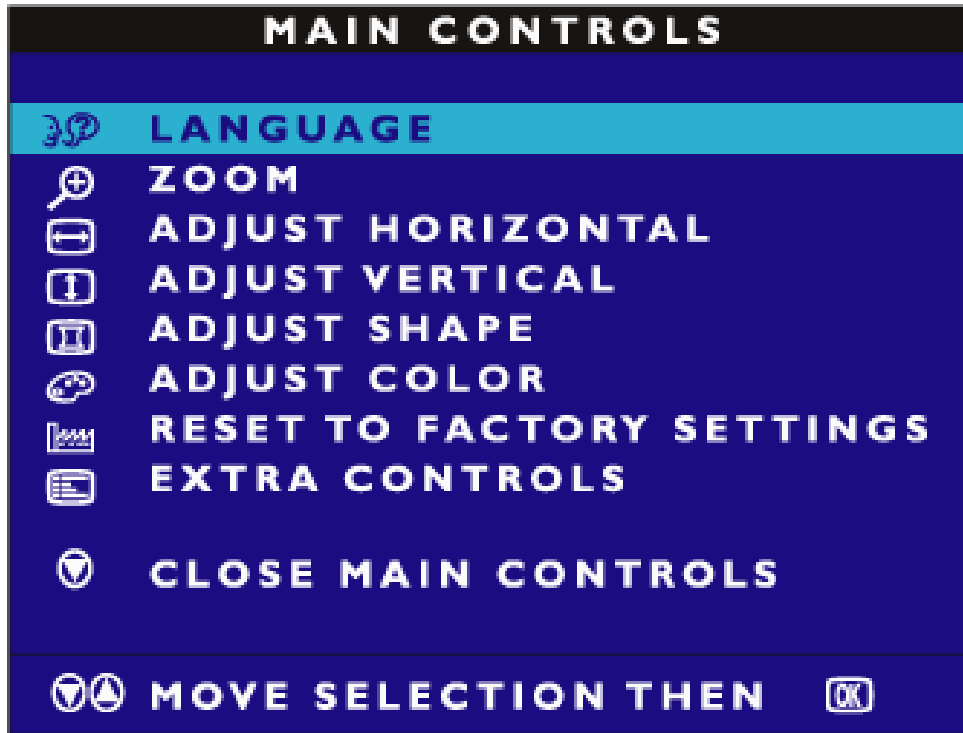 MAIN CONTROLS
LANGUAGE
ZOOM
ADJUST HORIZONTAL
ADJUST VERTICAL
ADJUST SHAPE
ADJUST COLOR
RESET TO FACTORY SETTINGS
EXTRA CONTROLS
CLOSE MAIN CONTROLS
MOVE SELECTION THEN OK